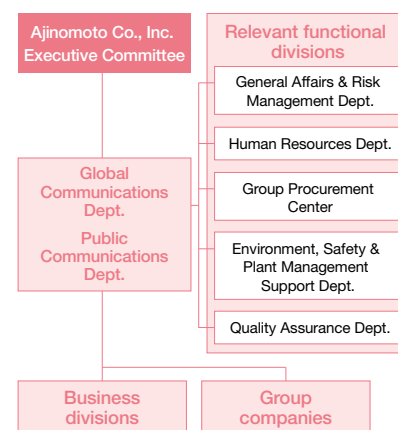 Ajinomoto Co., Inc.
Executive Committee
Relevant functional
divisions
General Affairs & Risk
Management Dept.
Human Resources Dept.
Group Procurement
Center
Environment, Safety &
Plant Management
Support Dept.
Quality Assurance Dept.
Global
Communications
Dept.
Public
Communications
Dept.
Business
divisions
Group
companies